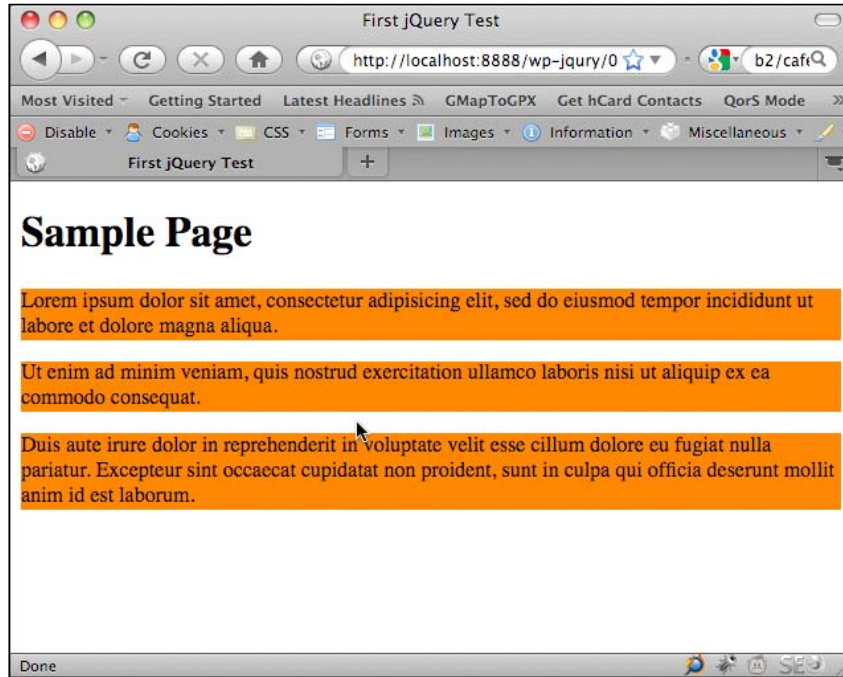 First jQuery Test
http://localhost:8888/wp-jqury/0 b2/cafe
Most Visited Getting Started Latest Headlines GMapToGPX Get hCard Contacts QorS Mode »
Disable Cookies CSS Forms Images Information Miscellaneous
First jQuery Test +
Sample Page
Lorem ipsum dolor sit amet, consectetur adipisicing elit, sed do eiusmod tempor incididunt ut
labore et dolore magna aliqua.
Ut enim ad minim veniam, quis nostrud exercitation ullamco laboris nisi ut aliquip ex ea
commodo consequat.
Duis aute irure dolor in reprehenderit in voluptate velit esse cillum dolore eu fugiat nulla
pariatur. Excepteur sint occaecat cupidatat non proident, sunt in culpa qui officia deserunt mollit
anim id est laborum.
Done SEO